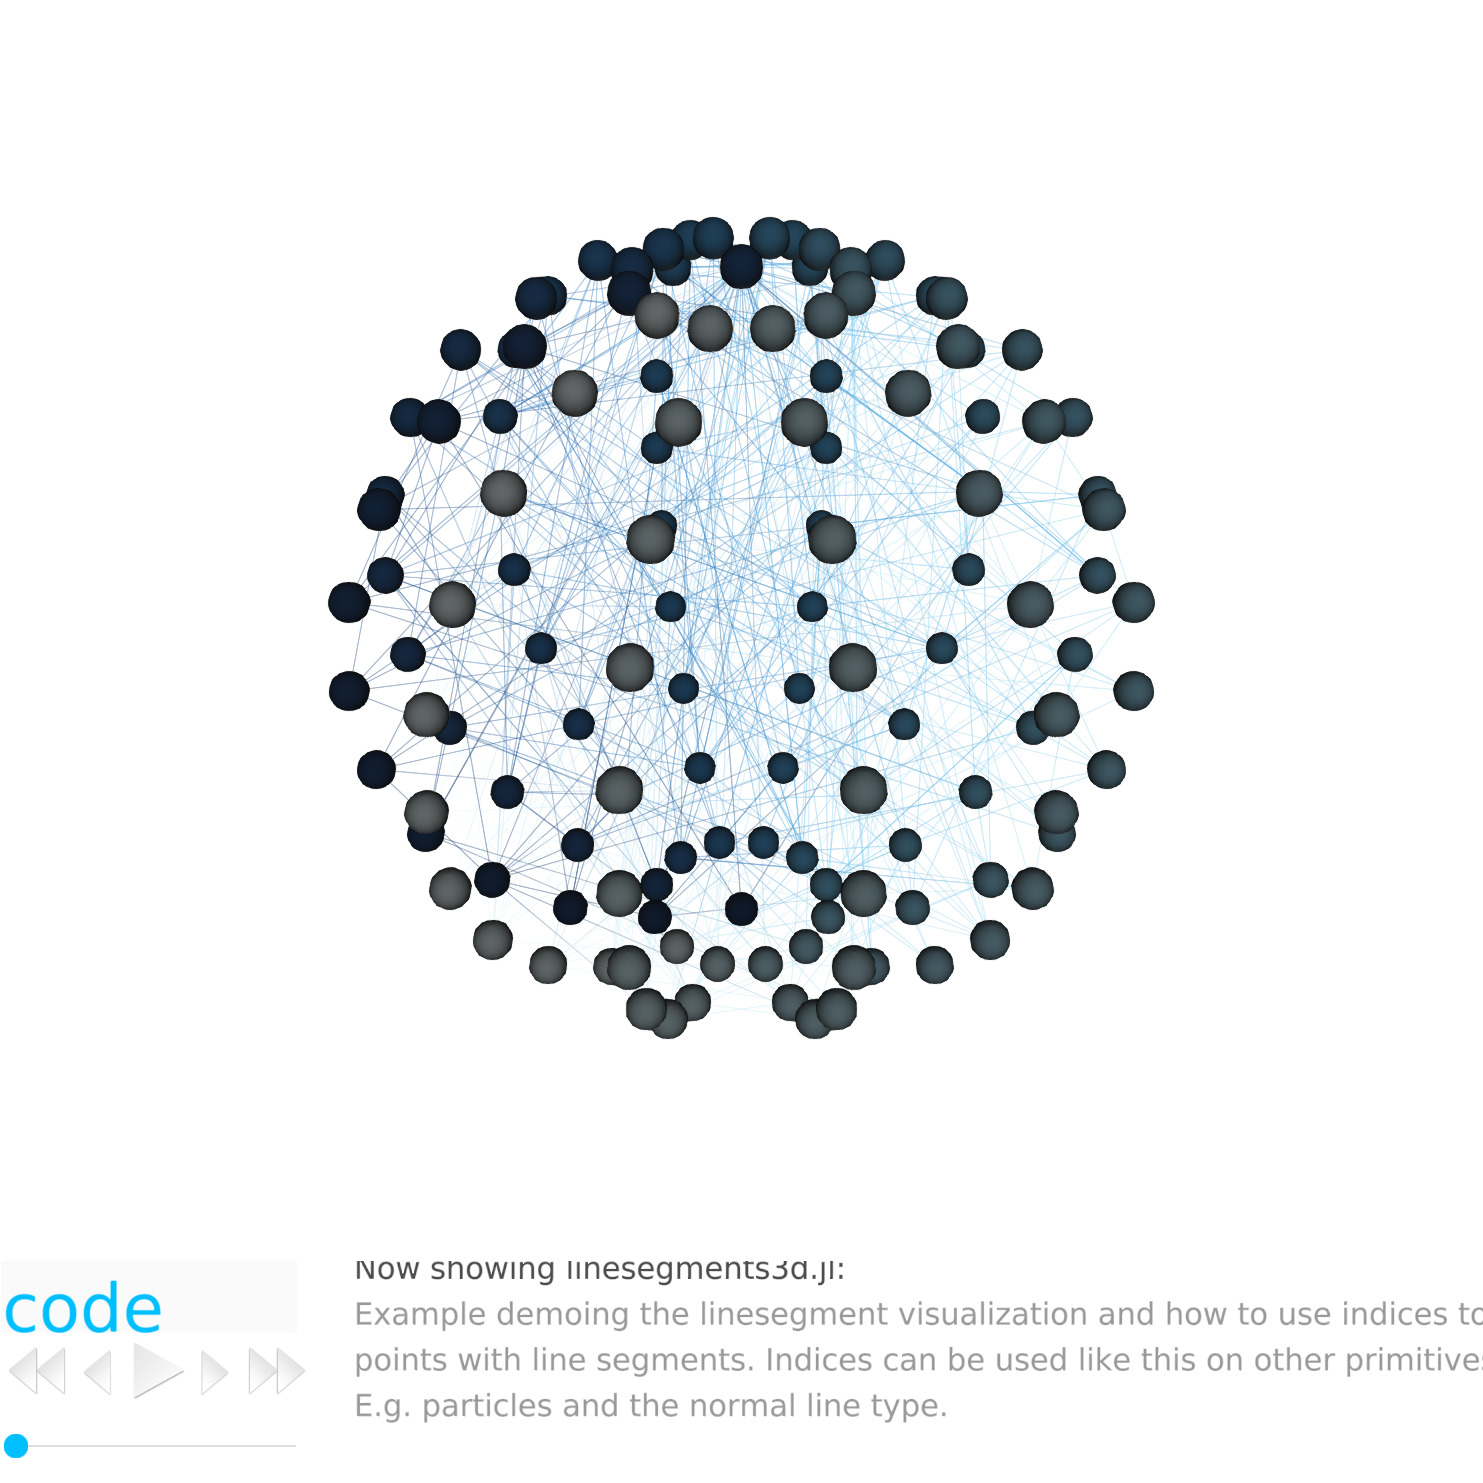 Now showing linesegments3d.jl:
code
Example demoing the linesegment visualization and how to use indices to
points with line segments. Indices can be used like this on other primitives
E.g. particles and the normal line type.